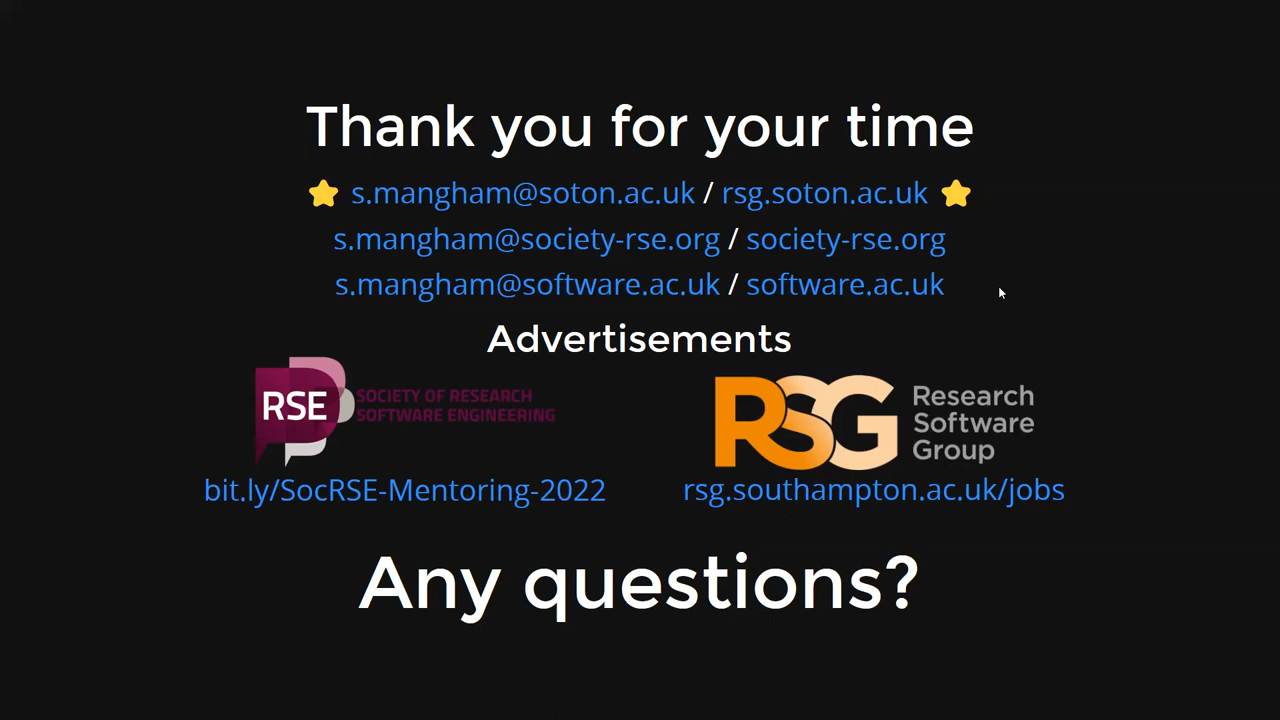 Thank you for your time
s.mangham@soton.ac.uk / rsg.soton.ac.uk
s.mangham@society-rse.org / society-rse.org
s.mangham@software.ac.uk / software.ac.uk
Advertisements
RSE
SOCIETY OF RESEARCH
SOFTWARE ENGINEERING
RSG
Research
Software
Group
bit.ly/SocRSE-Mentoring-2022
rsg.southampton.ac.uk/jobs
Any questions?